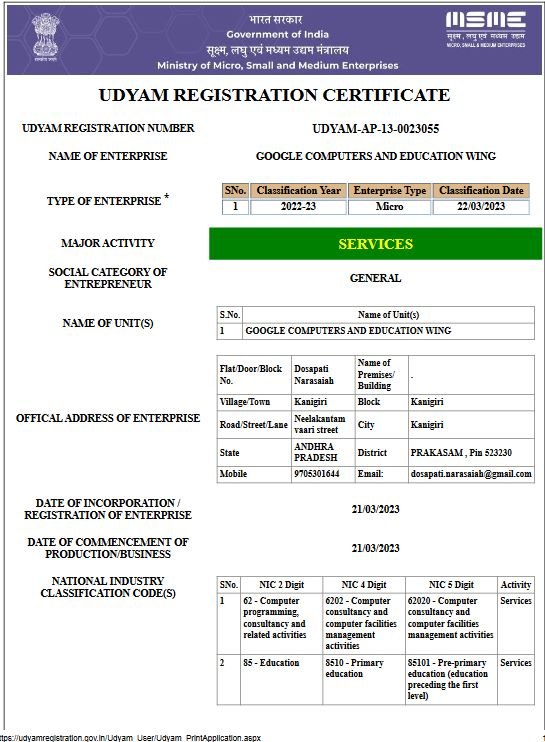 भारत सरकार
Government of India
सूक्ष्म, लघु एवं मध्यम उद्यम मंत्रालय
Ministry of Micro, Small and Medium Enterprises
MSME
सूक्ष्म, लघु एवं मध्यम उद्यम
MICRO, SMALL & MEDIUM ENTERPRISES
UDYAM REGISTRATION CERTIFICATE
UDYAM REGISTRATION NUMBER UDYAM-AP-13-0023055
NAME OF ENTERPRISE GOOGLE COMPUTERS AND EDUCATION WING
TYPE OF ENTERPRISE *
SNo. Classification Year Enterprise Type Classification Date
1 2022-23 Micro 22/03/2023
MAJOR ACTIVITY SERVICES
SOCIAL CATEGORY OF
ENTREPRENEUR
GENERAL
NAME OF UNIT(S)
S.No. Name of Unit(s)
1 GOOGLE COMPUTERS AND EDUCATION WING
OFFICAL ADDRESS OF ENTERPRISE
Flat/Door/Block
No.
Dosapati
Narasaiah
Name of
Premises/
Building
.
Village/Town Kanigiri Block Kanigiri
Road/Street/Lane
Neelakantam
vaari street
City Kanigiri
State
ANDHRA
PRADESH
District PRAKASAM , Pin 523230
Mobile 9705301644 Email: dosapati.narasaiah@gmail.com
DATE OF INCORPORATION /
REGISTRATION OF ENTERPRISE
21/03/2023
DATE OF COMMENCEMENT OF
PRODUCTION/BUSINESS
21/03/2023
NATIONAL INDUSTRY
CLASSIFICATION CODE(S)
SNo. NIC 2 Digit NIC 4 Digit NIC 5 Digit Activity
1
62 - Computer
programming,
consultancy and
related activities
6202 - Computer
consultancy and
computer facilities
management
activities
62020 - Computer
consultancy and
computer facilities
management activities
Services
2
85 - Education
8510 - Primary
education
85101 - Pre-primary
education (education
preceding the first
level)
Services
ttps://udyamregistration.gov.in/Udyam_User/Udyam_PrintApplication.aspx
1